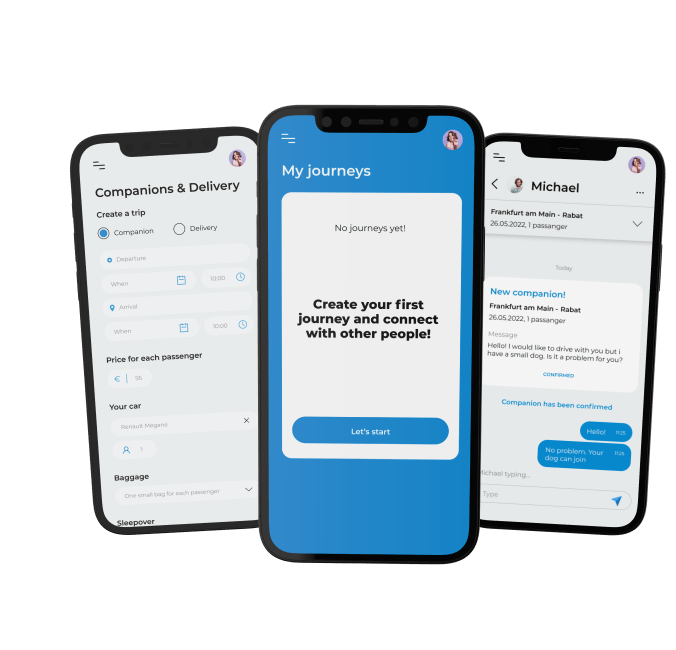 Companions & Delivery
Create a trip
Companion
Delivery
Departure
When
10:00
Arrival
When
10:00
Price for each passenger
€
Your car
Renault Megane
1
Baggage
One small bag for each passenger
Sleepover
My journeys
No journeys yet!
Create your first
journey and connect
with other people!
Let's start
Michael
...
Frankfurt am Main - Rabat
26.05.2022, 1 passanger
Today
New companion!
Frankfurt am Main - Rabat
26.05.2022, 1 passanger
Message
Hello! I would like to drive with you but i
have a small dog. Is it a problem for you?
CONFIRMED
Companion has been confirmed
Hello! 11:25
No problem. Your 11:25
dog can join
Michael typing...
Type